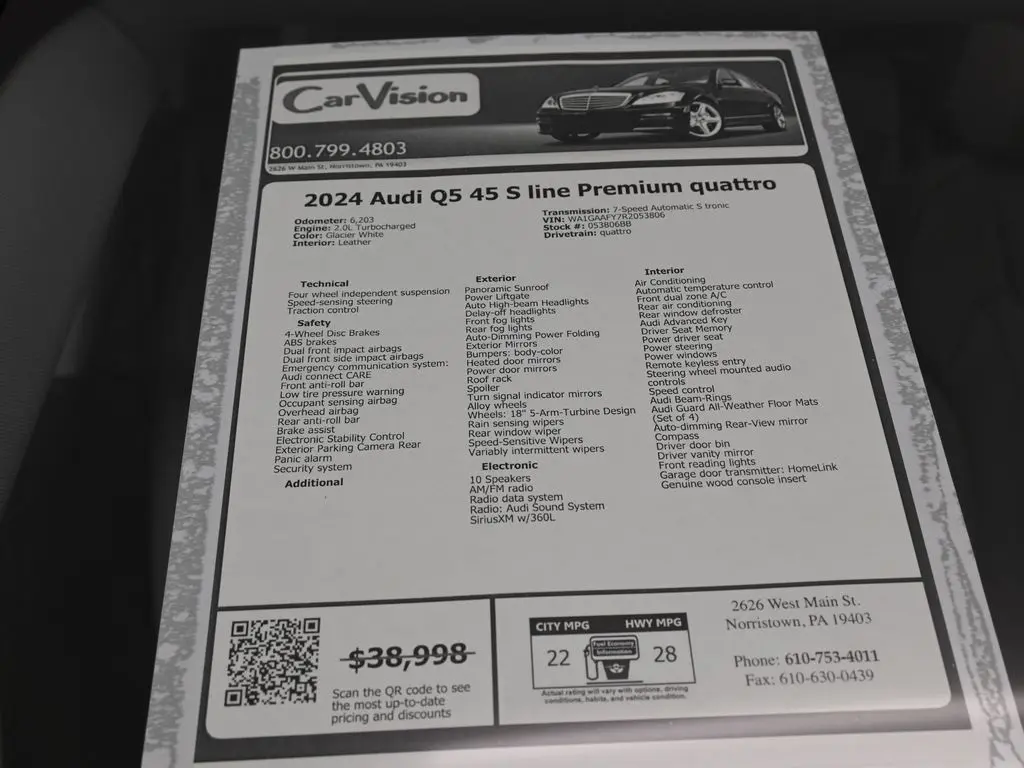 CarVision
800.799.4803
2626 W Main St, Norristown, PA 19403
2024 Audi Q5 45 S line Premium quattro
Odometer: 6,203
Engine: 2.0L Turbocharged
Color: Glacier White
Interior: Leather
Transmission: 7-Speed Automatic S tronic
VIN: WA1GAAFY7R2053806
Stock #: 053806BB
Drivetrain: quattro
Technical
Four wheel independent suspension
Speed-sensing steering
Traction control
Safety
4-Wheel Disc Brakes
ABS brakes
Dual front impact airbags
Dual front side impact airbags
Emergency communication system:
Audi connect CARE
Front anti-roll bar
Low tire pressure warning
Occupant sensing airbag
Overhead airbag
Rear anti-roll bar
Brake assist
Electronic Stability Control
Exterior Parking Camera Rear
Panic alarm
Security system
Additional
Exterior
Panoramic Sunroof
Power Liftgate
Auto High-beam Headlights
Delay-off headlights
Front fog lights
Rear fog lights
Auto-Dimming Power Folding
Exterior Mirrors
Bumpers: body-color
Heated door mirrors
Power door mirrors
Roof rack
Spoiler
Turn signal indicator mirrors
Alloy wheels
Wheels: 18" 5-Arm-Turbine Design
Rain sensing wipers
Rear window wiper
Speed-Sensitive Wipers
Variably intermittent wipers
Electronic
10 Speakers
AM/FM radio
Radio data system
Radio: Audi Sound System
SiriusXM w/360L
Interior
Air Conditioning
Automatic temperature control
Front dual zone A/C
Rear air conditioning
Rear window defroster
Audi Advanced Key
Driver Seat Memory
Power driver seat
Power steering
Power windows
Remote keyless entry
Steering wheel mounted audio
controls
Speed control
Audi Beam-Rings
Audi Guard All-Weather Floor Mats
(Set of 4)
Auto-dimming Rear-View mirror
Compass
Driver door bin
Driver vanity mirror
Front reading lights
Garage door transmitter: HomeLink
Genuine wood console insert
$38,998
Scan the QR code to see
the most up-to-date
pricing and discounts
CITY MPG
HWY MPG
Fuel Economy
Information
22
28
Actual rating will vary with options, driving
conditions, habits, and vehicle condition.
2626 West Main St.
Norristown, PA 19403
Phone: 610-753-4011
Fax: 610-630-0439